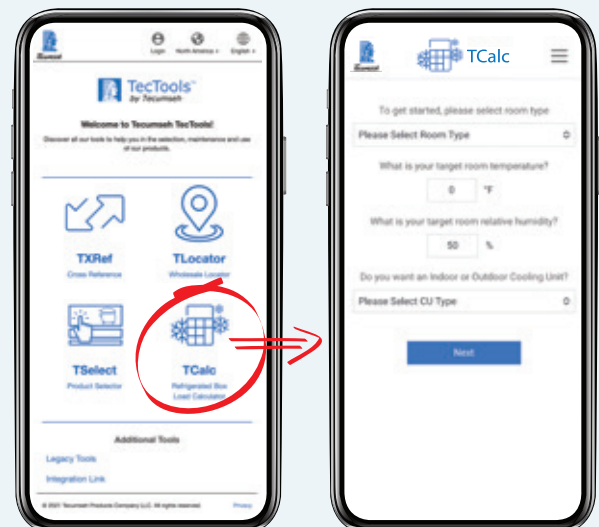 Tecumseh
Login
North America
English
TecTools™
by Tecumseh
Welcome to Tecumseh TecTools!
Discover all our tools to help you in the selection, maintenance and use
of our products.
TXRef
Cross Reference
TLocator
Wholesale Locator
TSelect
Product Selector
TCalc
Refrigerated Box
Load Calculator
Additional Tools
Legacy Tools
Integration Link
© 2021 Tecumseh Products Company LLC. All rights reserved.
Privacy
Tecumseh
TCalc
To get started, please select room type
Please Select Room Type
What is your target room temperature?
0 °F
What is your target room relative humidity?
50 %
Do you want an Indoor or Outdoor Cooling Unit?
Please Select CU Type
Next